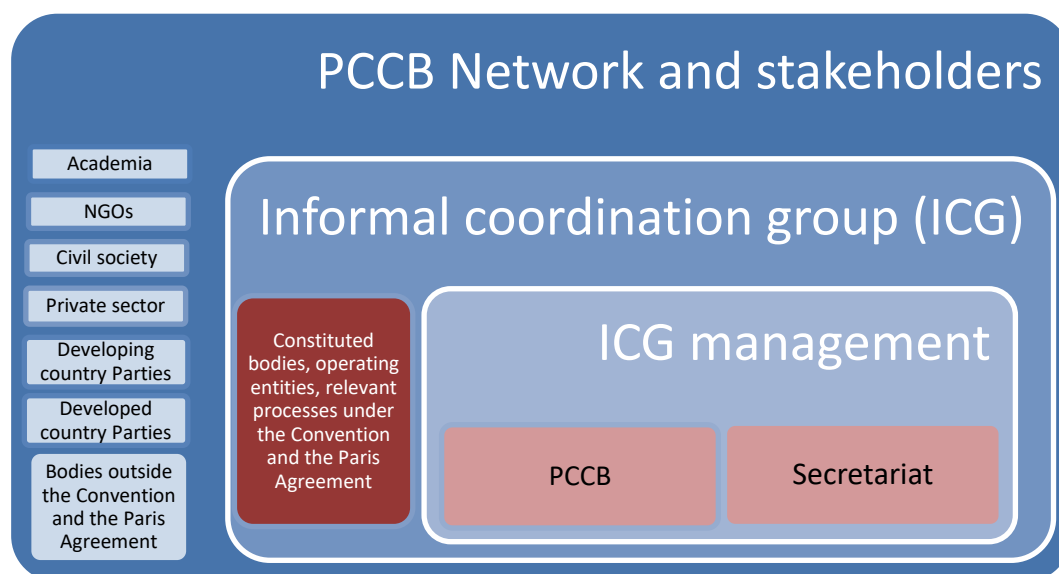 PCCB Network and stakeholders
Academia
NGOs
Civil society
Private sector
Developing
country Parties
Developed
country Parties
Bodies outside
the Convention
and the Paris
Agreement
Informal coordination group (ICG)
Constituted
bodies, operating
entities, relevant
processes under
the Convention
and the Paris
Agreement
ICG management
PCCB
Secretariat